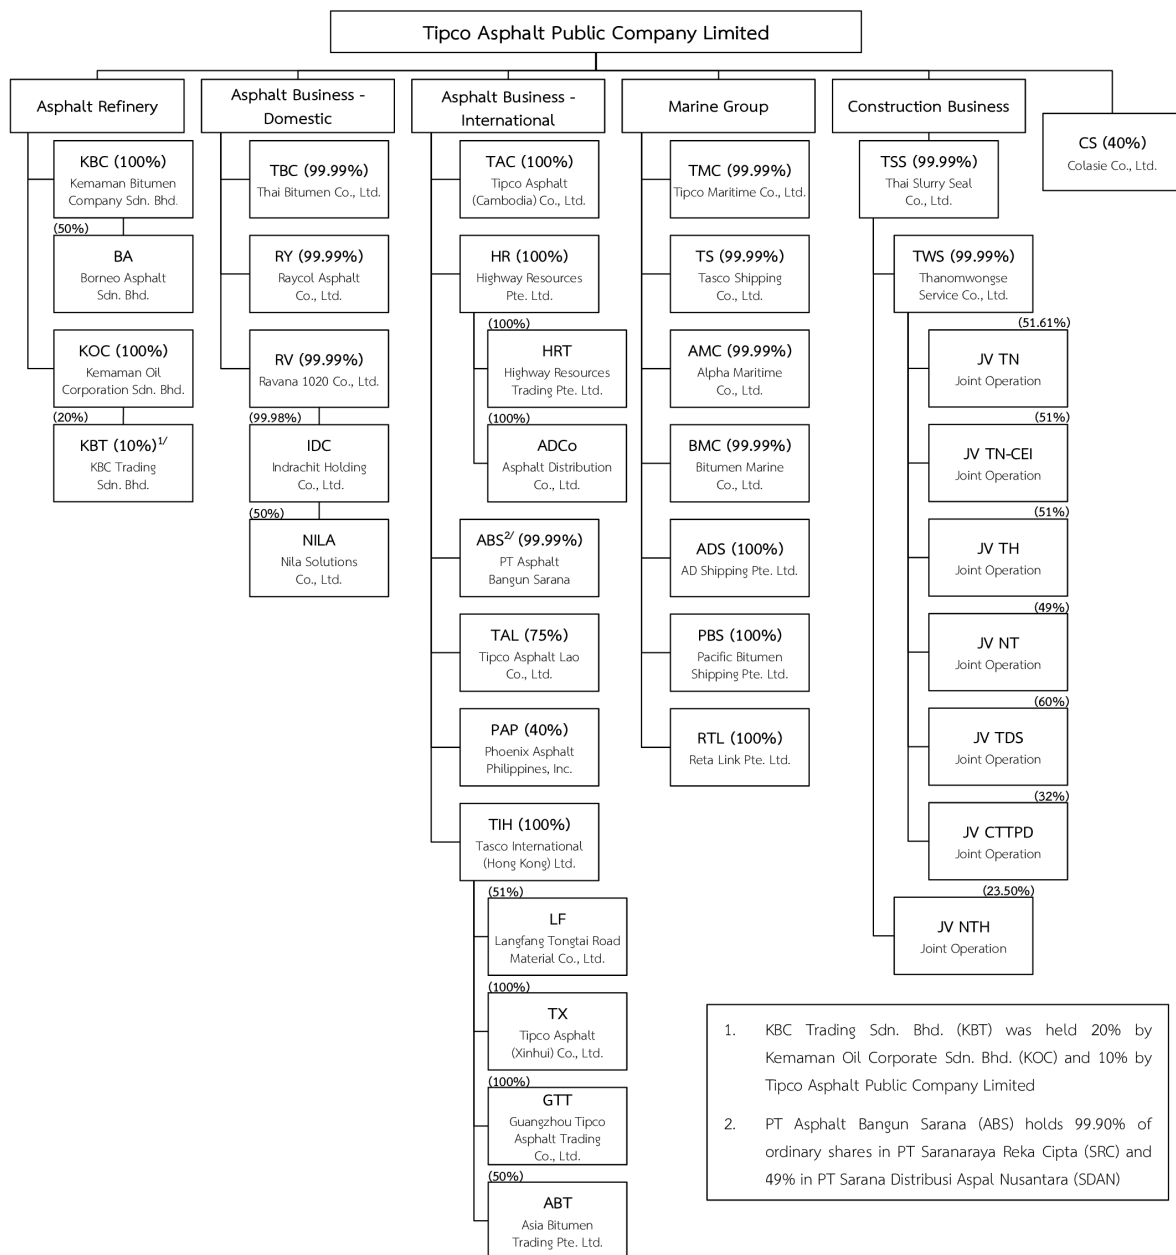 Tipco Asphalt Public Company Limited
Asphalt Refinery
KBC (100%)
Kemaman Bitumen
Company Sdn. Bhd.
(50%)
BA
Borneo Asphalt
Sdn. Bhd.
KOC (100%)
Kemaman Oil
Corporation Sdn. Bhd.
(20%)
KBT (10%)1/
KBC Trading
Sdn. Bhd.
Asphalt Business -
Domestic
TBC (99.99%)
Thai Bitumen Co., Ltd.
RY (99.99%)
Raycol Asphalt
Co., Ltd.
RV (99.99%)
Ravana 1020 Co., Ltd.
(99.98%)
IDC
Indrachit Holding
Co., Ltd.
(50%)
NILA
Nila Solutions
Co., Ltd.
Asphalt Business -
International
TAC (100%)
Tipco Asphalt
(Cambodia) Co., Ltd.
HR (100%)
Highway Resources
Pte. Ltd.
(100%)
HRT
Highway Resources
Trading Pte. Ltd.
(100%)
ADCo
Asphalt Distribution
Co., Ltd.
ABS2/ (99.99%)
PT Asphalt
Bangun Sarana
TAL (75%)
Tipco Asphalt Lao
Co., Ltd.
PAP (40%)
Phoenix Asphalt
Philippines, Inc.
TIH (100%)
Tasco International
(Hong Kong) Ltd.
(51%)
LF
Langfang Tongtai Road
Material Co., Ltd.
(100%)
TX
Tipco Asphalt
(Xinhui) Co., Ltd.
(100%)
GTT
Guangzhou Tipco
Asphalt Trading
Co., Ltd.
(50%)
ABT
Asia Bitumen
Trading Pte. Ltd.
Marine Group
TMC (99.99%)
Tipco Maritime Co., Ltd.
TS (99.99%)
Tasco Shipping
Co., Ltd.
AMC (99.99%)
Alpha Maritime
Co., Ltd.
BMC (99.99%)
Bitumen Marine
Co., Ltd.
ADS (100%)
AD Shipping Pte. Ltd.
PBS (100%)
Pacific Bitumen
Shipping Pte. Ltd.
RTL (100%)
Reta Link Pte. Ltd.
Construction Business
TSS (99.99%)
Thai Slurry Seal
Co., Ltd.
TWS (99.99%)
Thanomwongse
Service Co., Ltd.
(51.61%)
JV TN
Joint Operation
(51%)
JV TN-CEI
Joint Operation
(51%)
JV TH
Joint Operation
(49%)
JV NT
Joint Operation
(60%)
JV TDS
Joint Operation
(32%)
JV CTTPD
Joint Operation
(23.50%)
JV NTH
Joint Operation
CS (40%)
Colasie Co., Ltd.
1. KBC Trading Sdn. Bhd. (KBT) was held 20% by
Kemaman Oil Corporate Sdn. Bhd. (KOC) and 10% by
Tipco Asphalt Public Company Limited
2. PT Asphalt Bangun Sarana (ABS) holds 99.90% of
ordinary shares in PT Saranaraya Reka Cipta (SRC) and
49% in PT Sarana Distribusi Aspal Nusantara (SDAN)